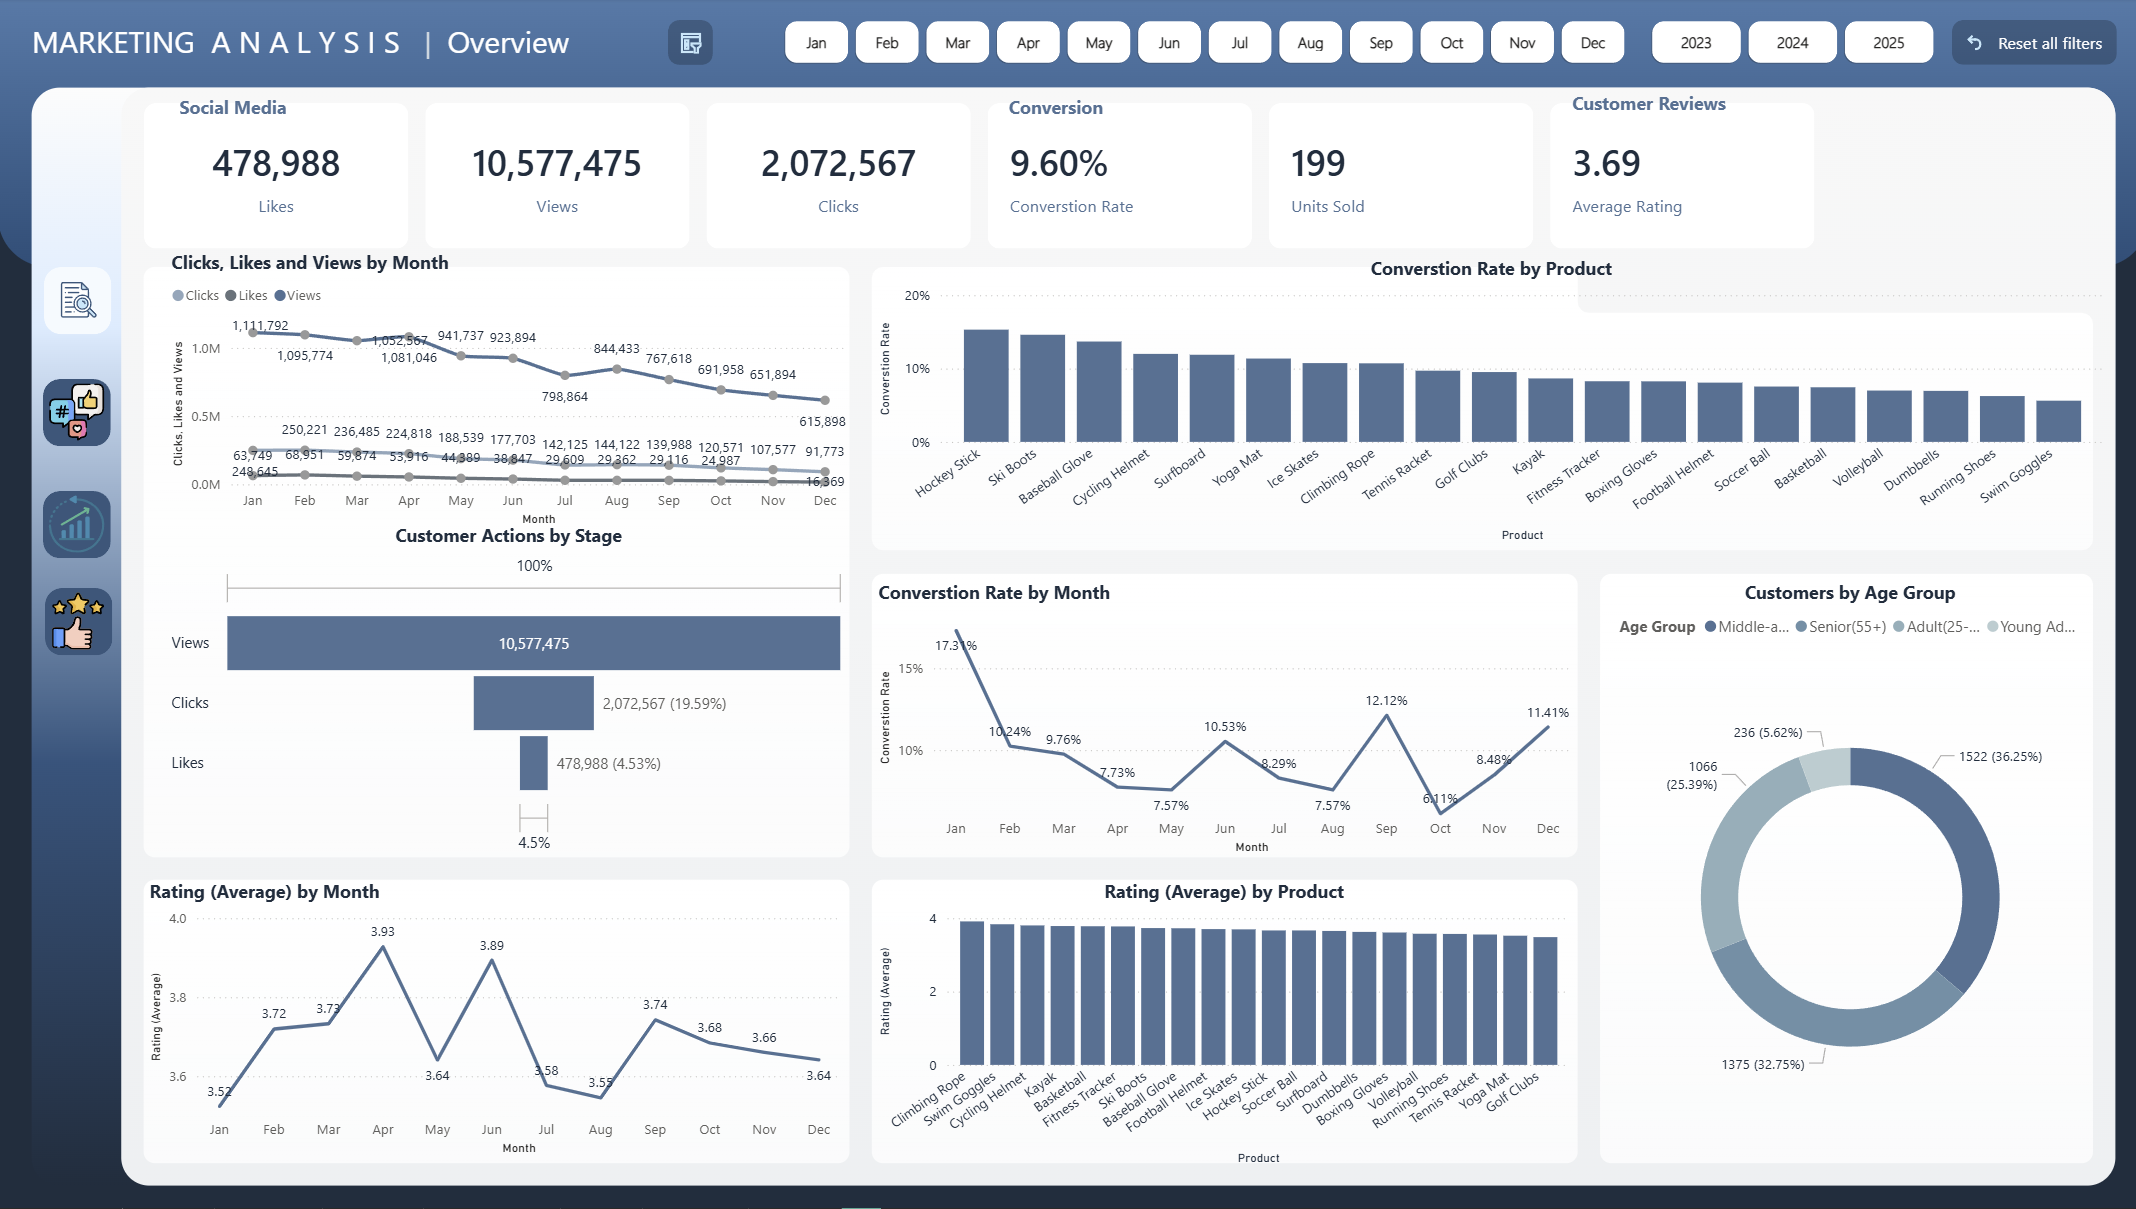 MARKETING ANALYSIS | Overview
Jan Feb Mar Apr May Jun Jul Aug Sep Oct Nov Dec
2023 2024 2025
Reset all filters
Social Media
478,988
Likes
10,577,475
Views
2,072,567
Clicks
Conversion
9.60%
Converstion Rate
199
Units Sold
Customer Reviews
3.69
Average Rating
Clicks, Likes and Views by Month
Clicks Likes Views
Clicks, Likes and Views
1.0M
0.5M
0.0M
1,111,792
1,095,774
1,052,567
1,081,046
941,737
923,894
798,864
844,433
767,618
691,958
651,894
615,898
250,221
236,485
224,818
188,539
177,703
142,125
144,122
139,988
120,571
107,577
91,773
63,749
68,951
59,874
53,916
44,389
38,847
29,609
29,362
29,116
24,987
248,645
16,369
Jan Feb Mar Apr May Jun Jul Aug Sep Oct Nov Dec
Month
Customer Actions by Stage
100%
Views
10,577,475
Clicks
2,072,567 (19.59%)
Likes
478,988 (4.53%)
4.5%
Converstion Rate by Product
Converstion Rate
20%
10%
0%
Hockey Stick
Ski Boots
Baseball Glove
Cycling Helmet
Surfboard
Yoga Mat
Ice Skates
Climbing Rope
Tennis Racket
Golf Clubs
Kayak
Fitness Tracker
Boxing Gloves
Football Helmet
Soccer Ball
Basketball
Volleyball
Dumbbells
Running Shoes
Swim Goggles
Product
Converstion Rate by Month
Converstion Rate
15%
10%
17.31%
10.24%
9.76%
7.73%
7.57%
10.53%
8.29%
7.57%
12.12%
6.11%
8.48%
11.41%
Jan Feb Mar Apr May Jun Jul Aug Sep Oct Nov Dec
Month
Customers by Age Group
Age Group Middle-a... Senior(55+) Adult(25-... Young Ad...
236 (5.62%)
1522 (36.25%)
1066
(25.39%)
1375 (32.75%)
Rating (Average) by Month
Rating (Average)
4.0
3.8
3.6
3.52
3.72
3.73
3.93
3.64
3.89
3.58
3.55
3.74
3.68
3.66
3.64
Jan Feb Mar Apr May Jun Jul Aug Sep Oct Nov Dec
Month
Rating (Average) by Product
Rating (Average)
4
2
0
Climbing Rope
Swim Goggles
Cycling Helmet
Kayak
Basketball
Fitness Tracker
Ski Boots
Baseball Glove
Football Helmet
Ice Skates
Hockey Stick
Soccer Ball
Surfboard
Dumbbells
Boxing Gloves
Volleyball
Running Shoes
Tennis Racket
Yoga Mat
Golf Clubs
Product